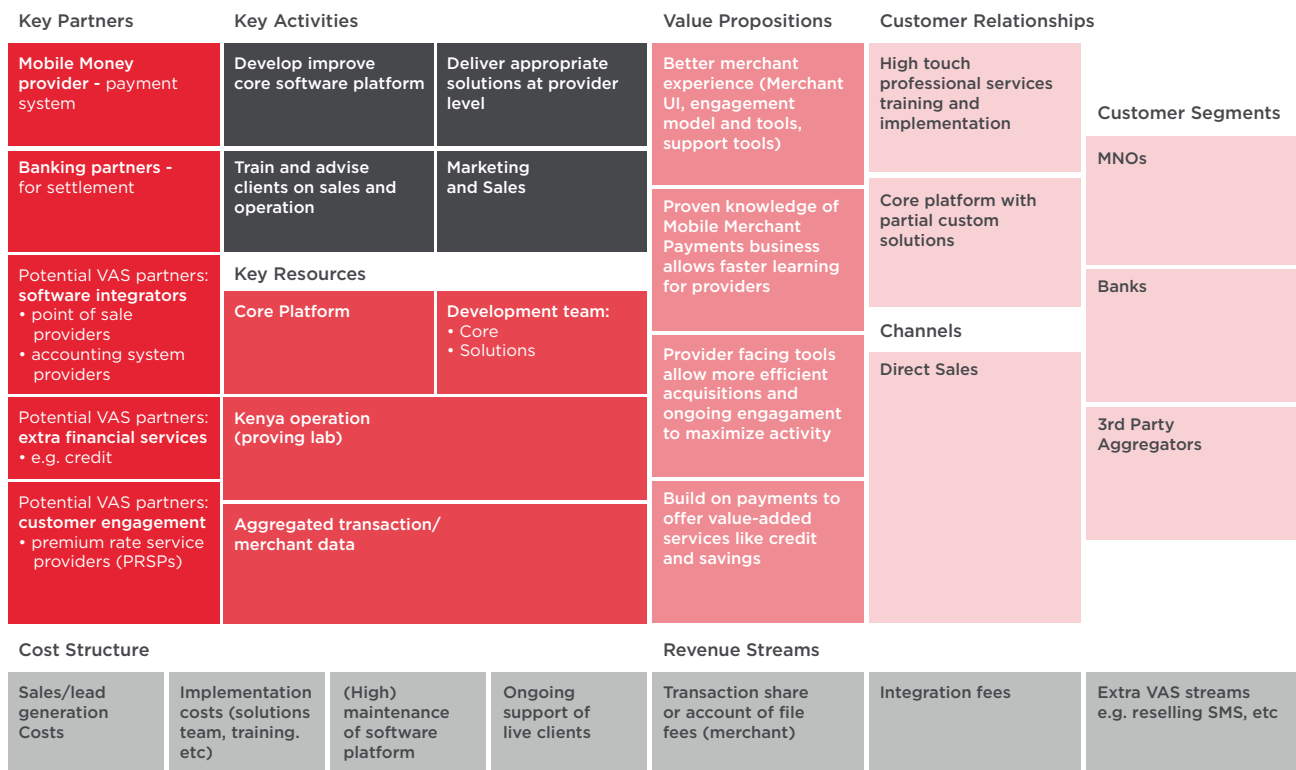 Key Partners
Mobile Money
provider - payment
system
Banking partners -
for settlement
Potential VAS partners:
software integrators
• point of sale
providers
• accounting system
providers
Potential VAS partners:
extra financial services
• e.g. credit
Potential VAS partners:
customer engagement
• premium rate service
providers (PRSPs)
Key Activities
Develop improve
core software platform
Deliver appropriate
solutions at provider
level
Train and advise
clients on sales and
operation
Marketing
and Sales
Key Resources
Core Platform
Development team:
• Core
• Solutions
Kenya operation
(proving lab)
Aggregated transaction/
merchant data
Value Propositions
Better merchant
experience (Merchant
UI, engagement
model and tools,
support tools)
Proven knowledge of
Mobile Merchant
Payments business
allows faster learning
for providers
Provider facing tools
allow more efficient
acquisitions and
ongoing engagament
to maximize activity
Build on payments to
offer value-added
services like credit
and savings
Customer Relationships
High touch
professional services
training and
implementation
Core platform with
partial custom
solutions
Channels
Direct Sales
Customer Segments
MNOs
Banks
3rd Party
Aggregators
Cost Structure
Sales/lead
generation
Costs
Implementation
costs (solutions
team, training.
etc)
(High)
maintenance
of software
platform
Ongoing
support of
live clients
Revenue Streams
Transaction share
or account of file
fees (merchant)
Integration fees
Extra VAS streams
e.g. reselling SMS, etc